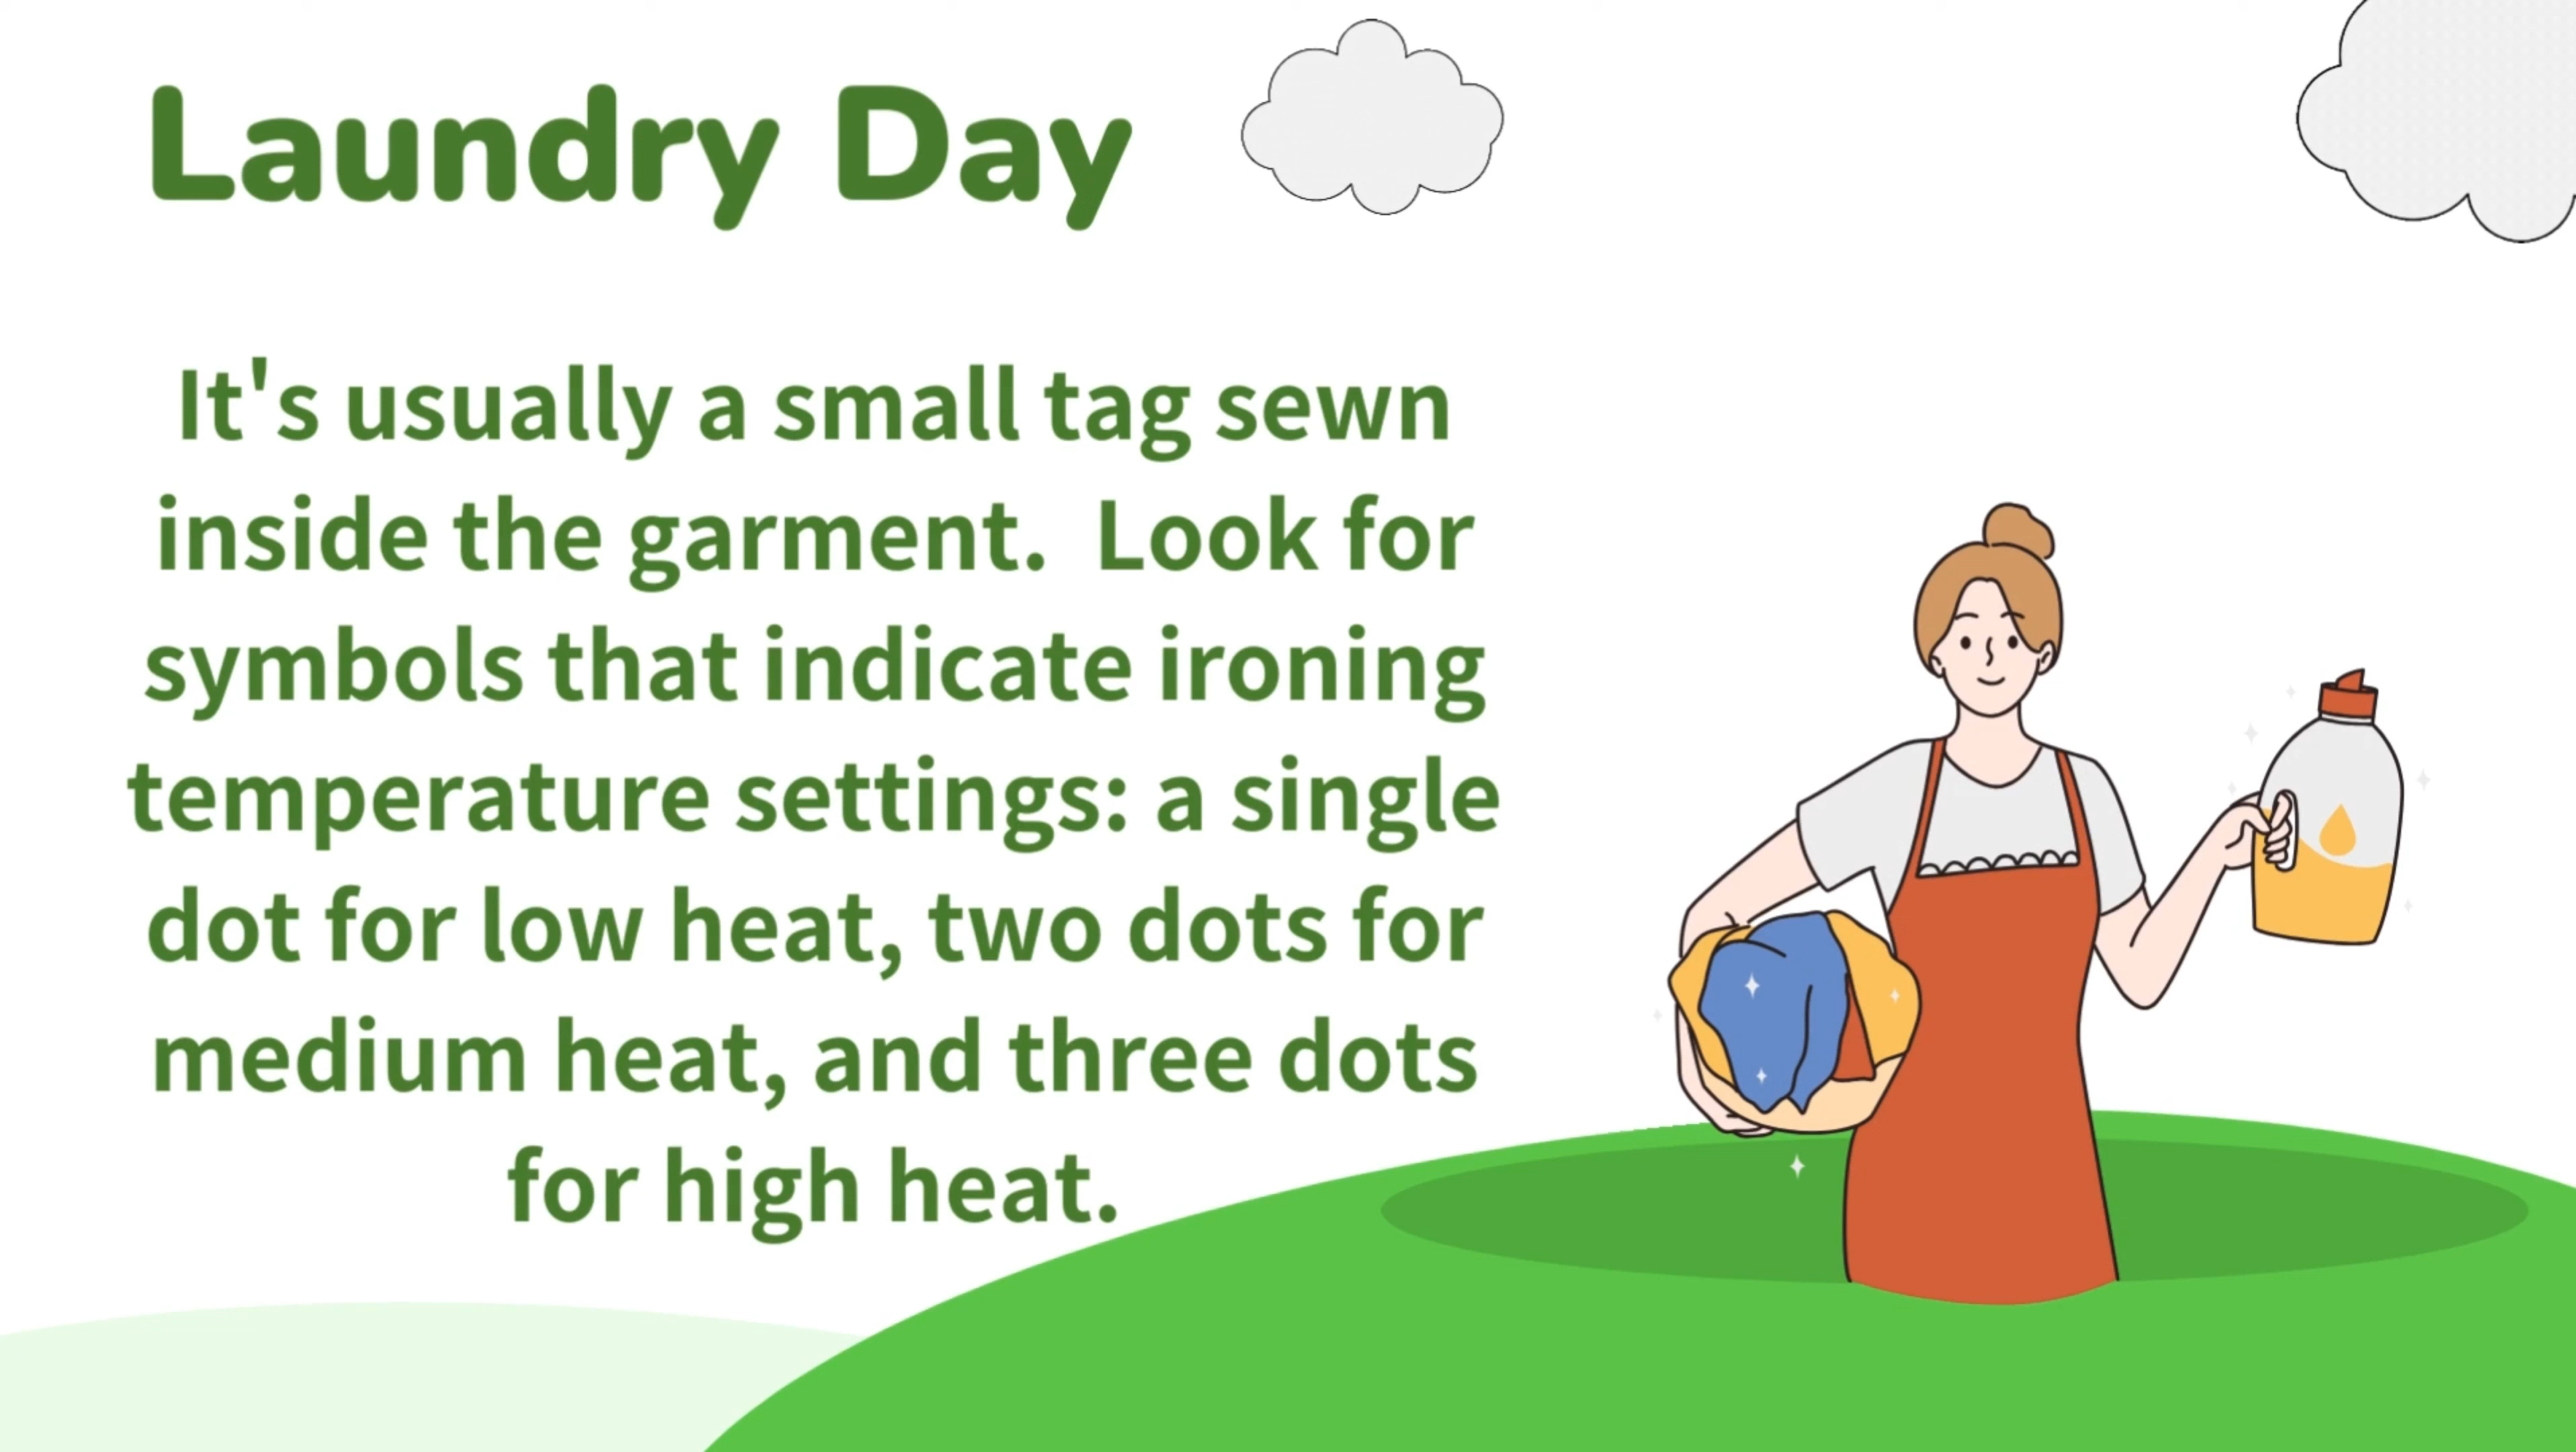 Laundry Day
It's usually a small tag sewn
inside the garment.  Look for
symbols that indicate ironing
temperature settings: a single
dot for low heat, two dots for
medium heat, and three dots
for high heat.